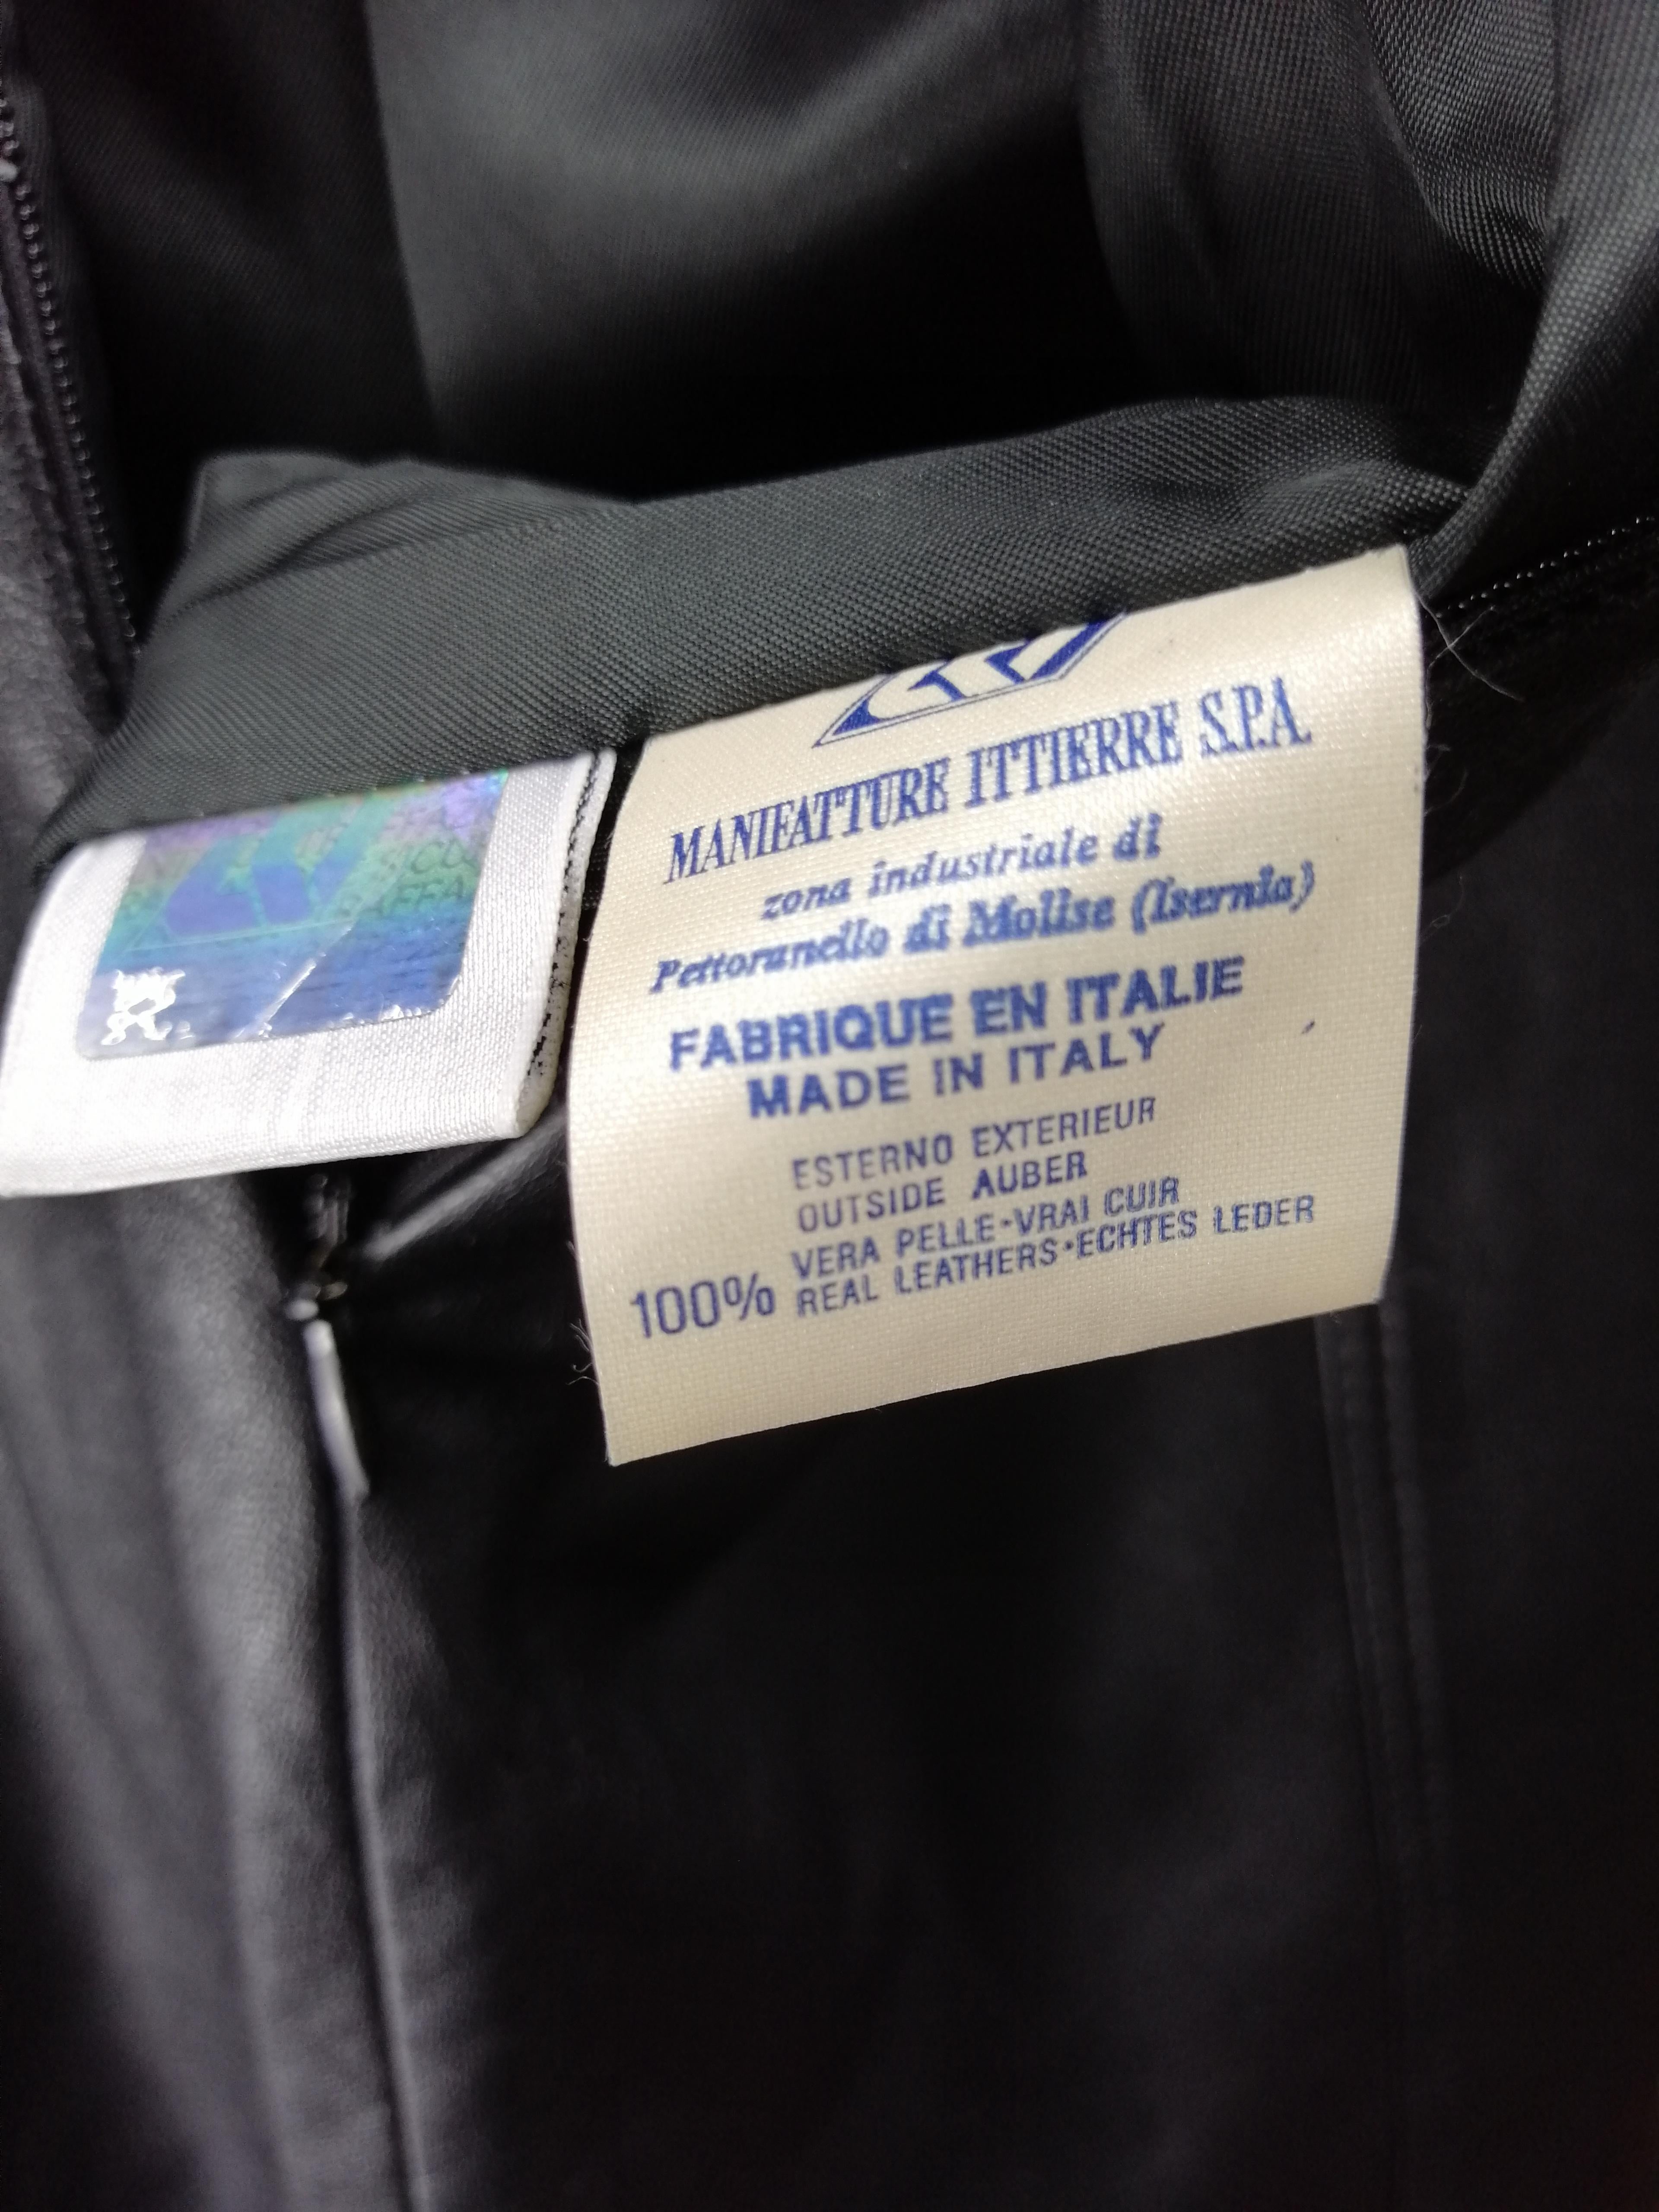 MANIFATTURE ITTIERRE S.P.A.
zona industriale di
Pettoranello di Molise (Isernia)
FABRIQUE EN ITALIE
MADE IN ITALY
ESTERNO EXTERIEUR
OUTSIDE AUBER
VERA PELLE-VRAI CUIR
100% REAL LEATHERS·ECHTES LEDER